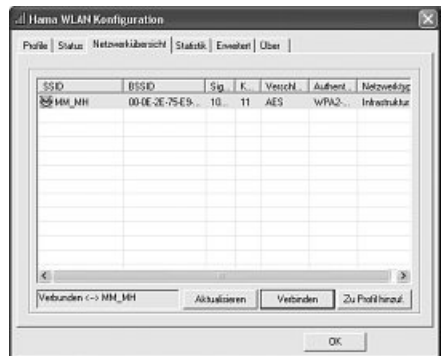 Hama WLAN Konfiguration
Profile Status Netzwerkübersicht Statistik Erweitert Über
SSID BSSID Sig... K... Verschl... Authent... Netzwerktyp
MM_MH 00-0E-2E-75-E9-... 10... 11 AES WPA2-... Infrastruktur
Verbunden <-> MM_MH Aktualisieren Verbinden Zu Profil hinzuf.
OK